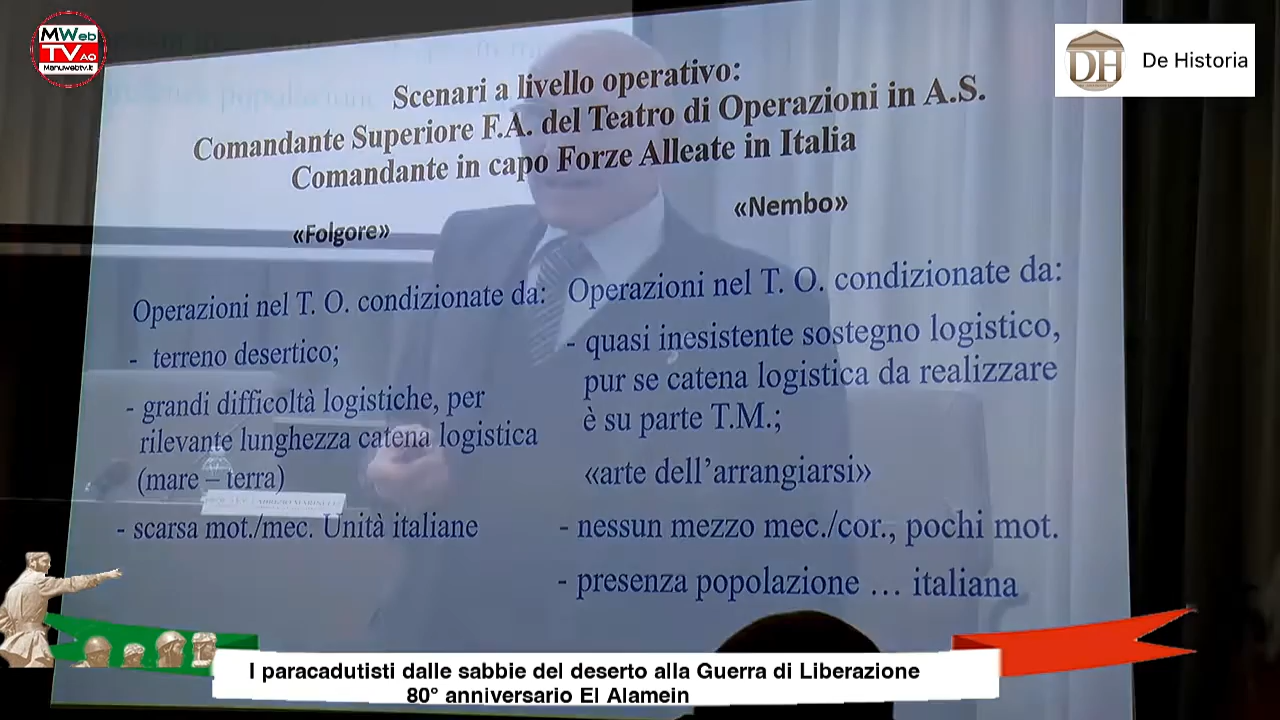 MWeb
TV AQ
Manuwebtv.it
DH
De Historia
Scenari a livello operativo:
Comandante Superiore F.A. del Teatro di Operazioni in A.S.
Comandante in capo Forze Alleate in Italia
«Folgore»
Operazioni nel T. O. condizionate da:
- terreno desertico;
- grandi difficoltà logistiche, per
rilevante lunghezza catena logistica
(mare – terra)
- scarsa mot./mec. Unità italiane
«Nembo»
Operazioni nel T. O. condizionate da:
- quasi inesistente sostegno logistico,
pur se catena logistica da realizzare
è su parte T.M.;
«arte dell’arrangiarsi»
- nessun mezzo mec./cor., pochi mot.
- presenza popolazione … italiana
I paracadutisti dalle sabbie del deserto alla Guerra di Liberazione
80° anniversario El Alamein